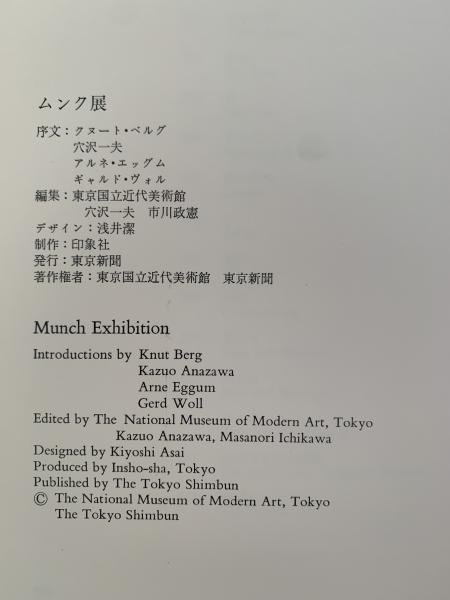 ムンク展
序文：クヌート・ベルグ
穴沢一夫
アルネ・エッグム
ギャルド・ヴォル
編集：東京国立近代美術館
穴沢一夫　市川政憲
デザイン：浅井潔
制作：印象社
発行：東京新聞
著作権者：東京国立近代美術館　東京新聞
Munch Exhibition
Introductions by Knut Berg
Kazuo Anazawa
Arne Eggum
Gerd Woll
Edited by The National Museum of Modern Art, Tokyo
Kazuo Anazawa, Masanori Ichikawa
Designed by Kiyoshi Asai
Produced by Insho-sha, Tokyo
Published by The Tokyo Shimbun
© The National Museum of Modern Art, Tokyo
The Tokyo Shimbun